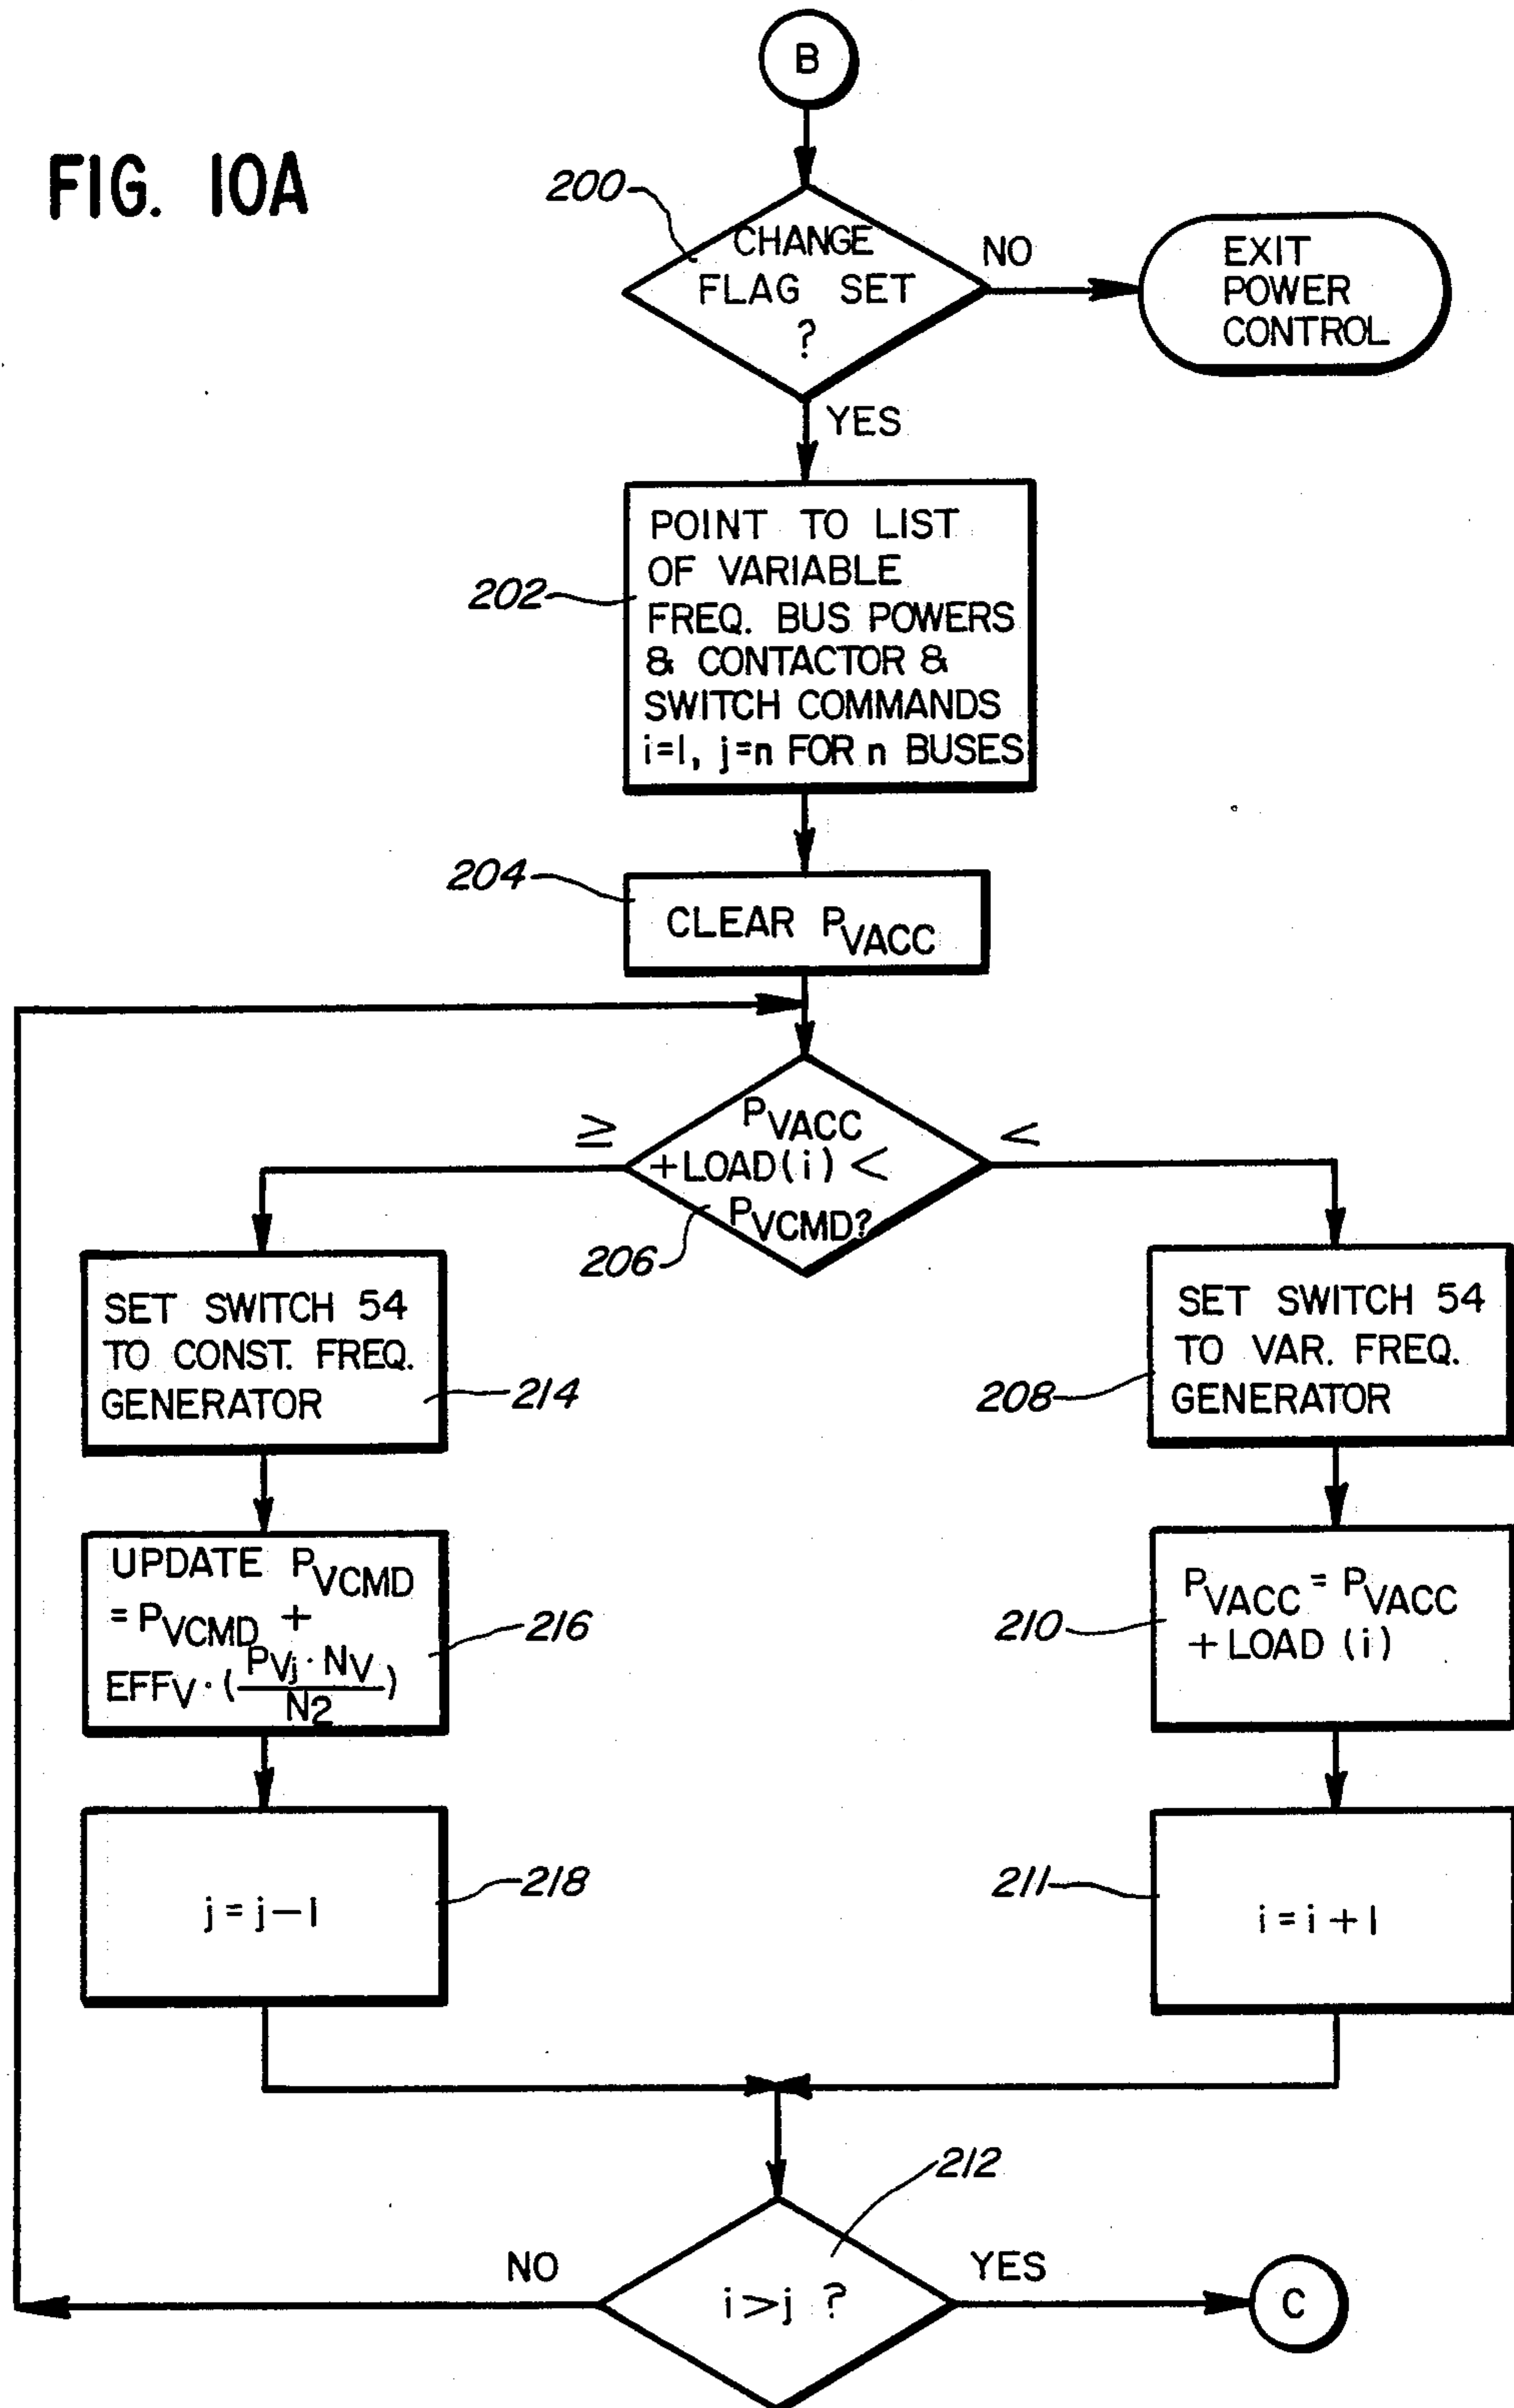 B
FIG. 10A
200
CHANGE
FLAG SET
?
NO
EXIT
POWER
CONTROL
YES
202
POINT TO LIST
OF VARIABLE
FREQ. BUS POWERS
& CONTACTOR &
SWITCH COMMANDS
i=1, j=n FOR n BUSES
204
CLEAR PVACC
≥
PVACC
+LOAD(i) <
PVCMD?
<
206
SET SWITCH 54
TO CONST. FREQ.
GENERATOR
214
208
SET SWITCH 54
TO VAR. FREQ.
GENERATOR
UPDATE PVCMD
= PVCMD +
EFFV·(PVj·NV/N2)
216
210
PVACC = PVACC
+LOAD (i)
j=j-1
218
211
i=i+1
212
NO
i>j ?
YES
C